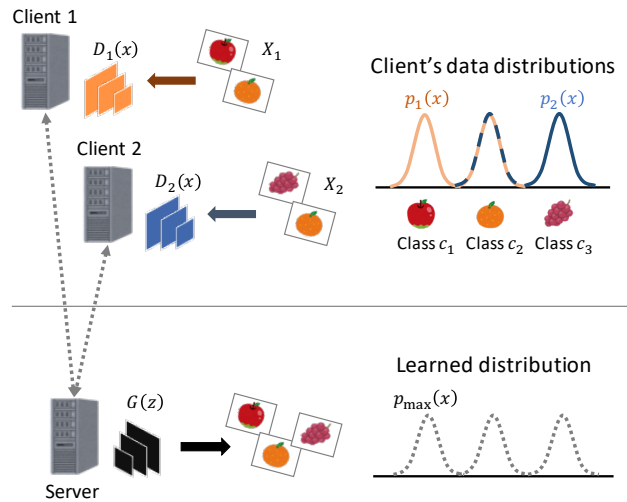 Client 1
D₁(x)
X₁
Client 2
D₂(x)
X₂
Client's data distributions
p₁(x)
p₂(x)
Class c₁
Class c₂
Class c₃
Server
G(z)
Learned distribution
p_max(x)